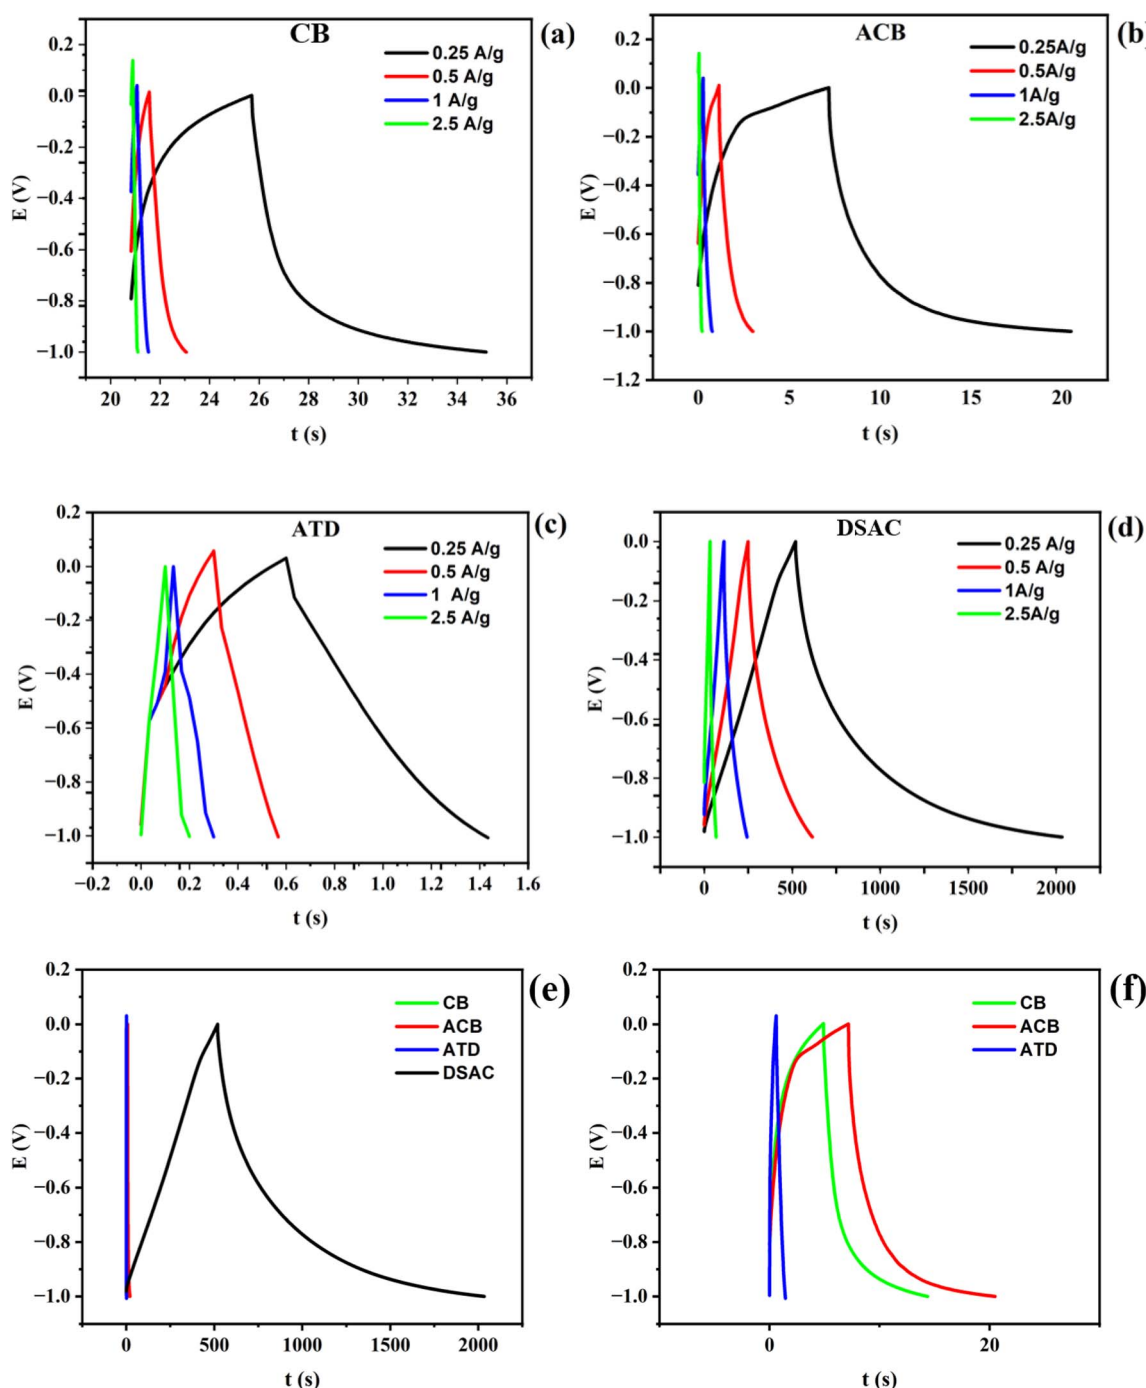 CB
(a)
0.25 A/g
0.5 A/g
1 A/g
2.5 A/g
0.2
0.0
−0.2
−0.4
−0.6
−0.8
−1.0
E (V)
20 22 24 26 28 30 32 34 36
t (s)
ACB
(b)
0.25A/g
0.5A/g
1A/g
2.5A/g
0.2
0.0
−0.2
−0.4
−0.6
−0.8
−1.0
−1.2
E (V)
0 5 10 15 20
t (s)
ATD
(c)
0.25 A/g
0.5 A/g
1 A/g
2.5 A/g
0.2
0.0
−0.2
−0.4
−0.6
−0.8
−1.0
E (V)
−0.2 0.0 0.2 0.4 0.6 0.8 1.0 1.2 1.4 1.6
t (s)
DSAC
(d)
0.25 A/g
0.5 A/g
1A/g
2.5A/g
0.2
0.0
−0.2
−0.4
−0.6
−0.8
−1.0
E (V)
0 500 1000 1500 2000
t (s)
(e)
CB
ACB
ATD
DSAC
0.2
0.0
−0.2
−0.4
−0.6
−0.8
−1.0
E (V)
0 500 1000 1500 2000
t (s)
(f)
CB
ACB
ATD
0.2
0.0
−0.2
−0.4
−0.6
−0.8
−1.0
E (V)
0 20
t (s)